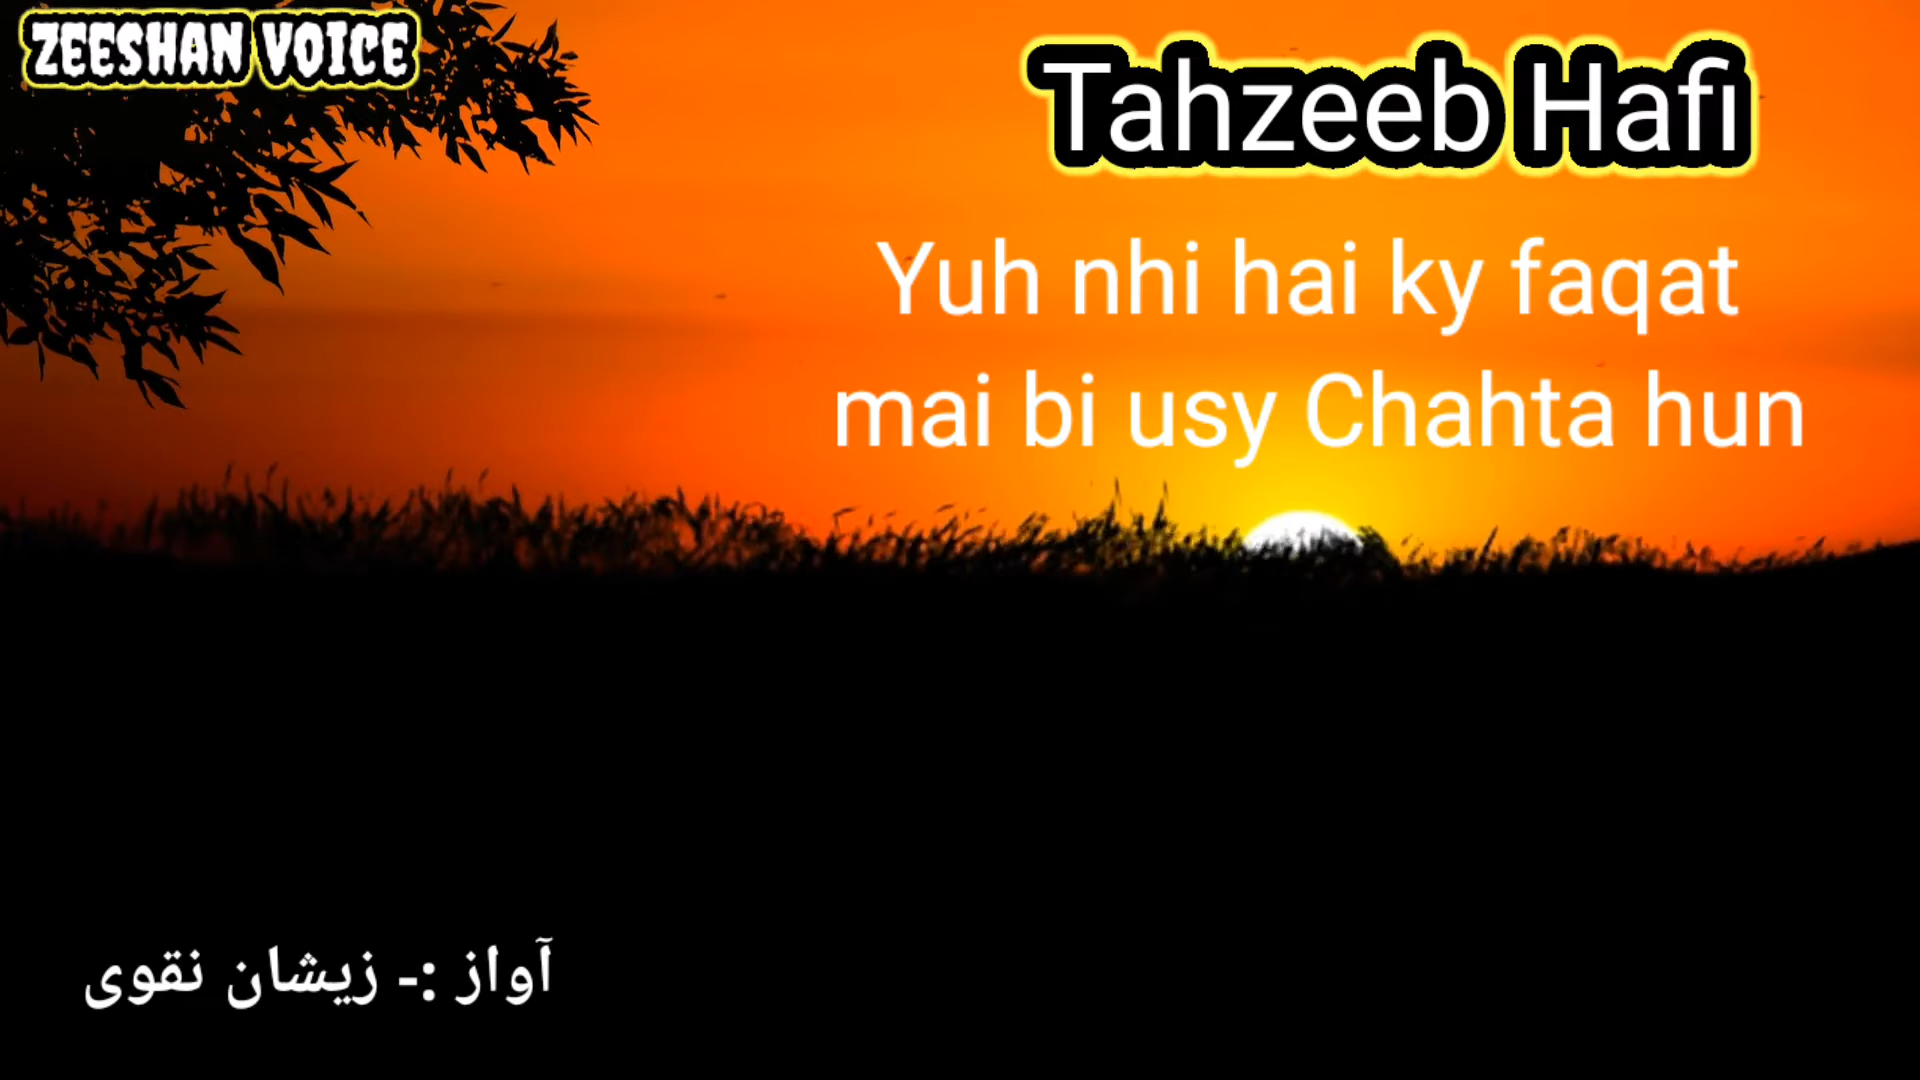 ZEESHAN VOICE
Tahzeeb Hafi
Yuh nhi hai ky faqat
mai bi usy Chahta hun
آواز :- زیشان نقوی